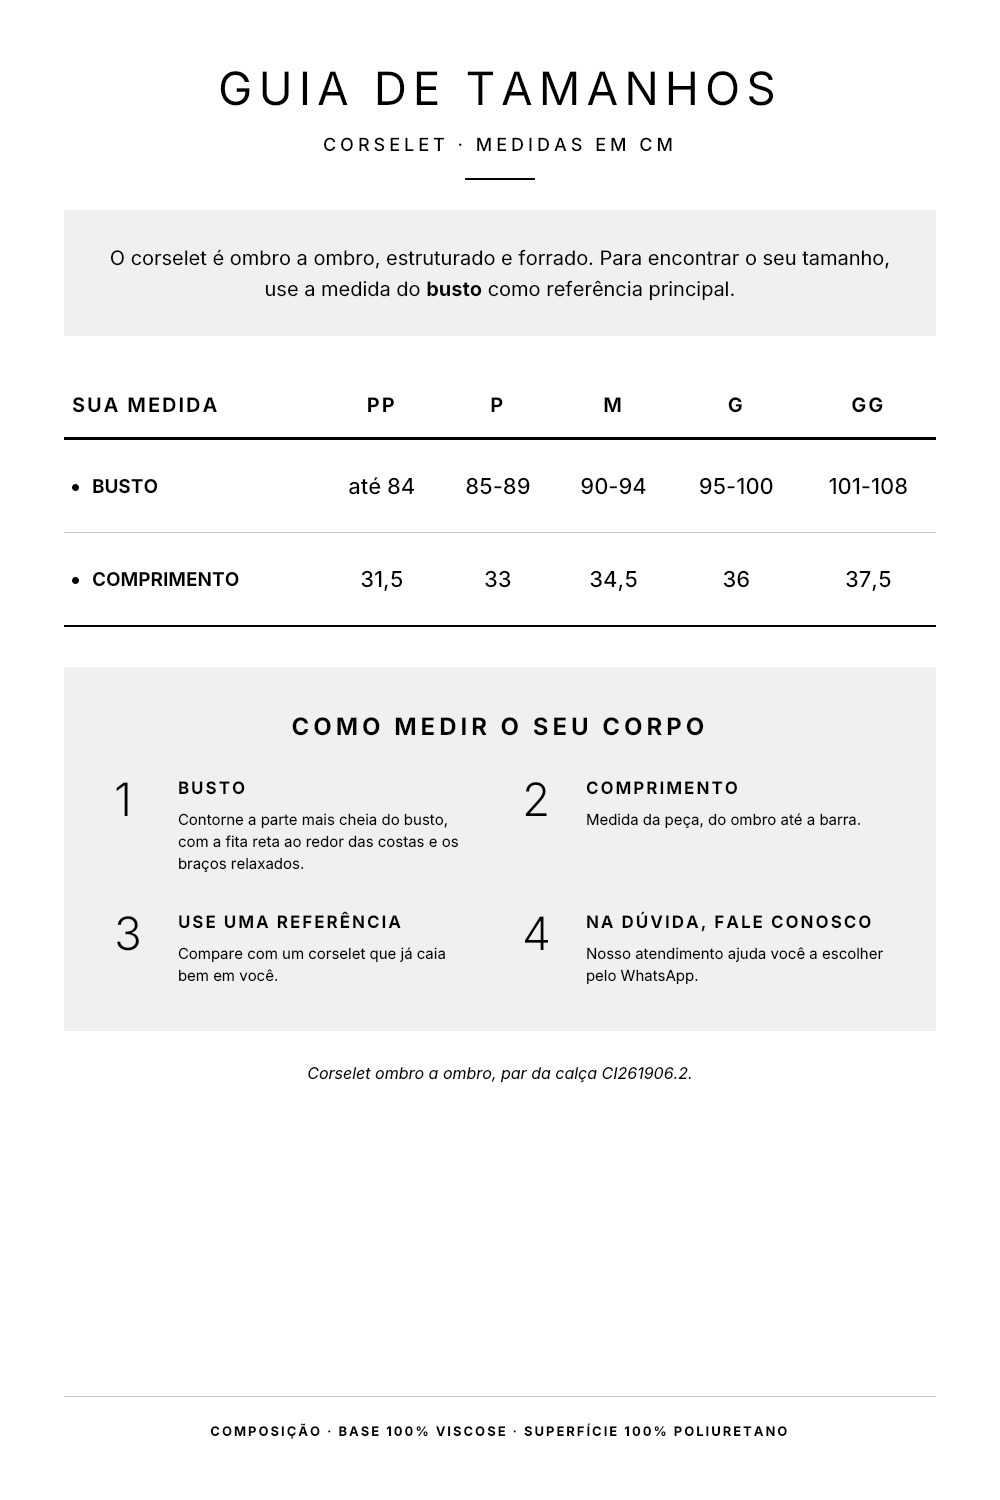 GUIA DE TAMANHOS
CORSELET · MEDIDAS EM CM
O corselet é ombro a ombro, estruturado e forrado. Para encontrar o seu tamanho,
use a medida do busto como referência principal.
SUA MEDIDA PP P M G GG
• BUSTO até 84 85-89 90-94 95-100 101-108
• COMPRIMENTO 31,5 33 34,5 36 37,5
COMO MEDIR O SEU CORPO
1 BUSTO
Contorne a parte mais cheia do busto,
com a fita reta ao redor das costas e os
braços relaxados.
2 COMPRIMENTO
Medida da peça, do ombro até a barra.
3 USE UMA REFERÊNCIA
Compare com um corselet que já caia
bem em você.
4 NA DÚVIDA, FALE CONOSCO
Nosso atendimento ajuda você a escolher
pelo WhatsApp.
Corselet ombro a ombro, par da calça CI261906.2.
COMPOSIÇÃO · BASE 100% VISCOSE · SUPERFÍCIE 100% POLIURETANO